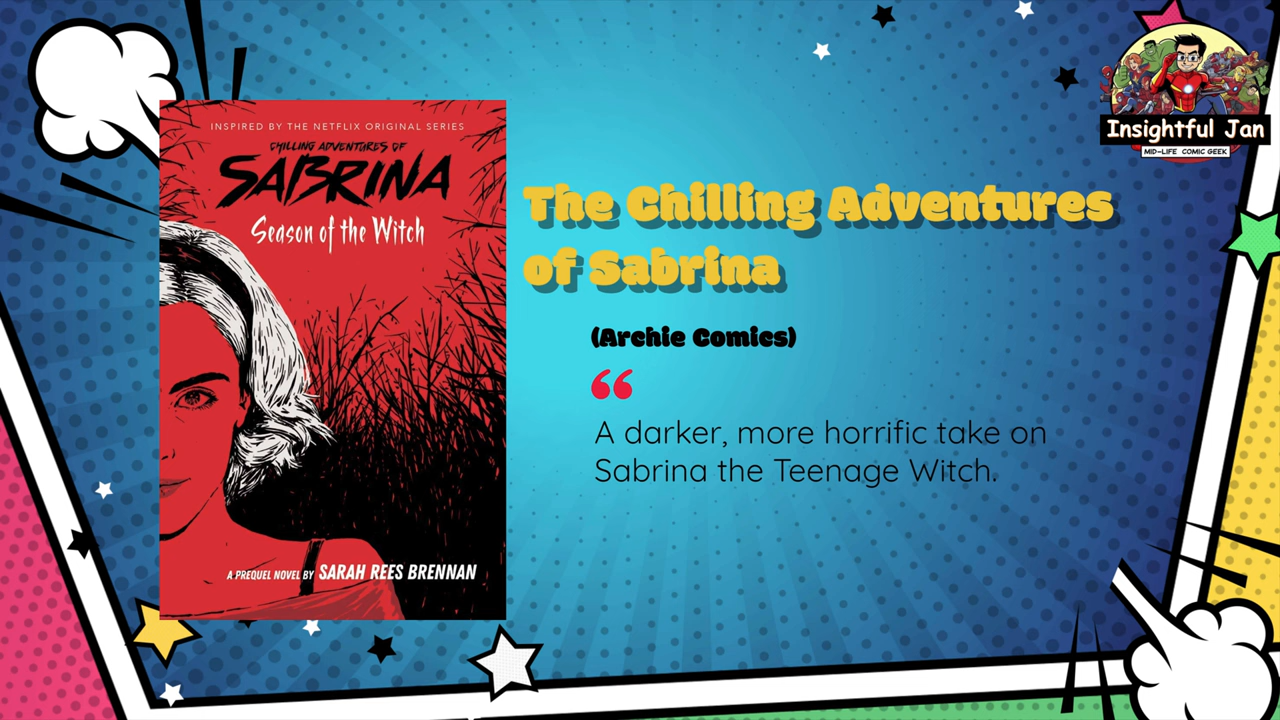 INSPIRED BY THE NETFLIX ORIGINAL SERIES
CHILLING ADVENTURES OF
SABRINA
Season of the Witch
A PREQUEL NOVEL BY SARAH REES BRENNAN
The Chilling Adventures
of Sabrina
(Archie Comics)
“
A darker, more horrific take on
Sabrina the Teenage Witch.
Insightful Jan
MID-LIFE COMIC GEEK